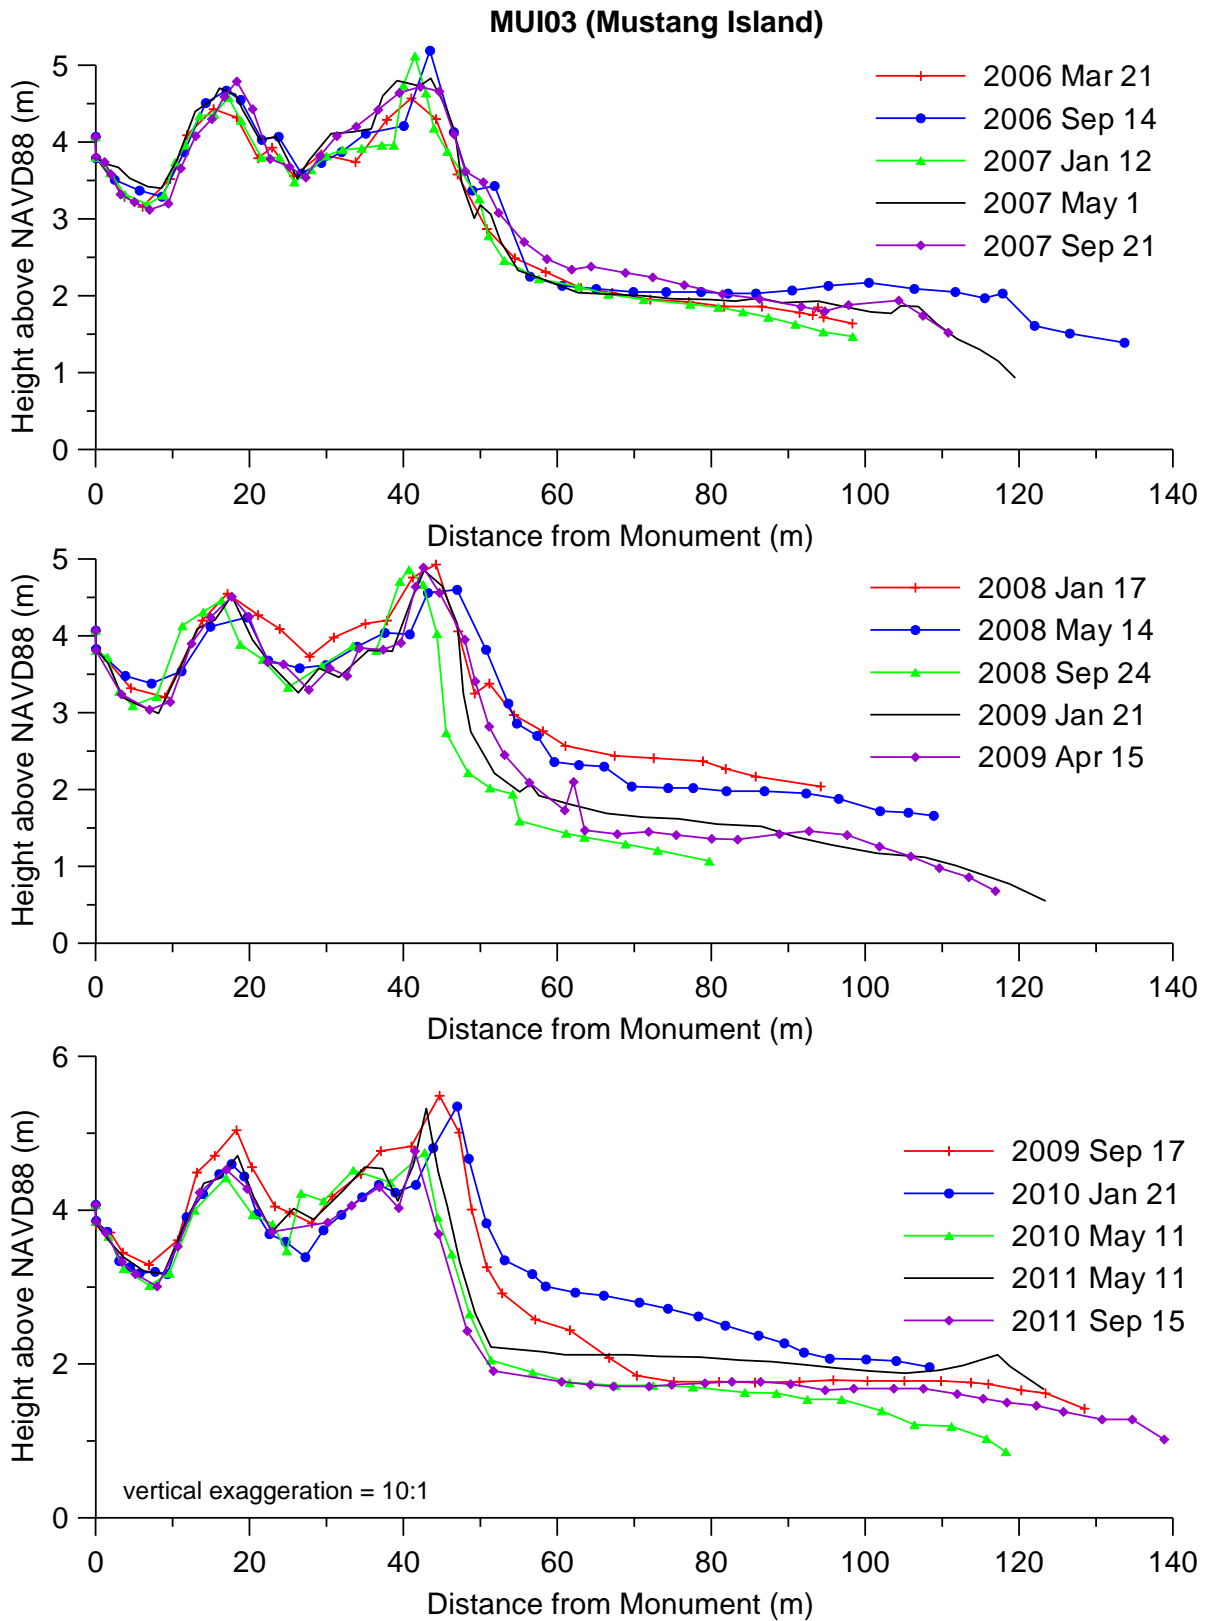 MUI03 (Mustang Island)
Height above NAVD88 (m)
5
4
3
2
1
0
2006 Mar 21
2006 Sep 14
2007 Jan 12
2007 May 1
2007 Sep 21
0 20 40 60 80 100 120 140
Distance from Monument (m)
Height above NAVD88 (m)
5
4
3
2
1
0
2008 Jan 17
2008 May 14
2008 Sep 24
2009 Jan 21
2009 Apr 15
0 20 40 60 80 100 120 140
Distance from Monument (m)
Height above NAVD88 (m)
6
4
2
0
2009 Sep 17
2010 Jan 21
2010 May 11
2011 May 11
2011 Sep 15
vertical exaggeration = 10:1
0 20 40 60 80 100 120 140
Distance from Monument (m)